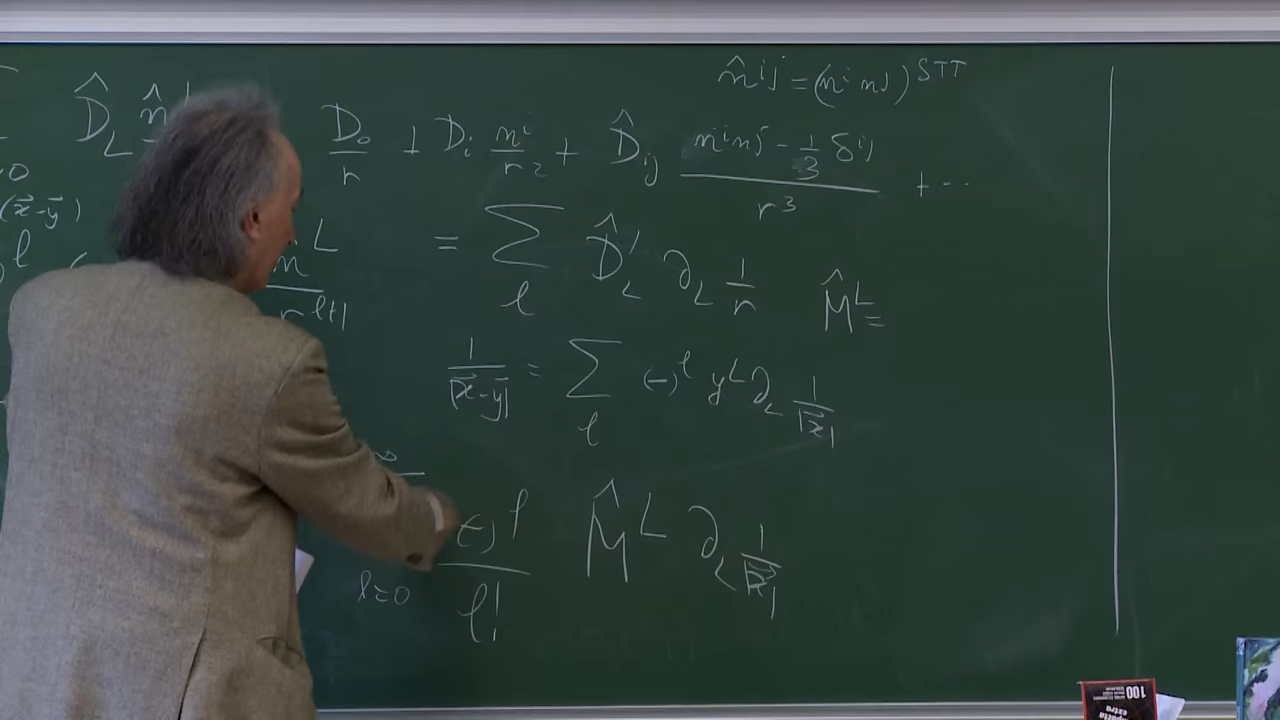 n̂^{ij} = (n^i n^j)^{STT}
D̂_L n̂
D_0/r + D_i n^i/r^2 + D̂_{ij} (n^i n^j - 1/3 δ^{ij})/r^3 + ...
(x⃗-y⃗)
L
r^{l+1}
= Σ_l D̂'_L ∂_L 1/r
M̂^L =
1/|x⃗-y⃗| = Σ_l (-)^l y^L ∂_L 1/|x⃗|
(-)^l/l! M̂^L ∂_L 1/|x⃗|
l=0
100
extra